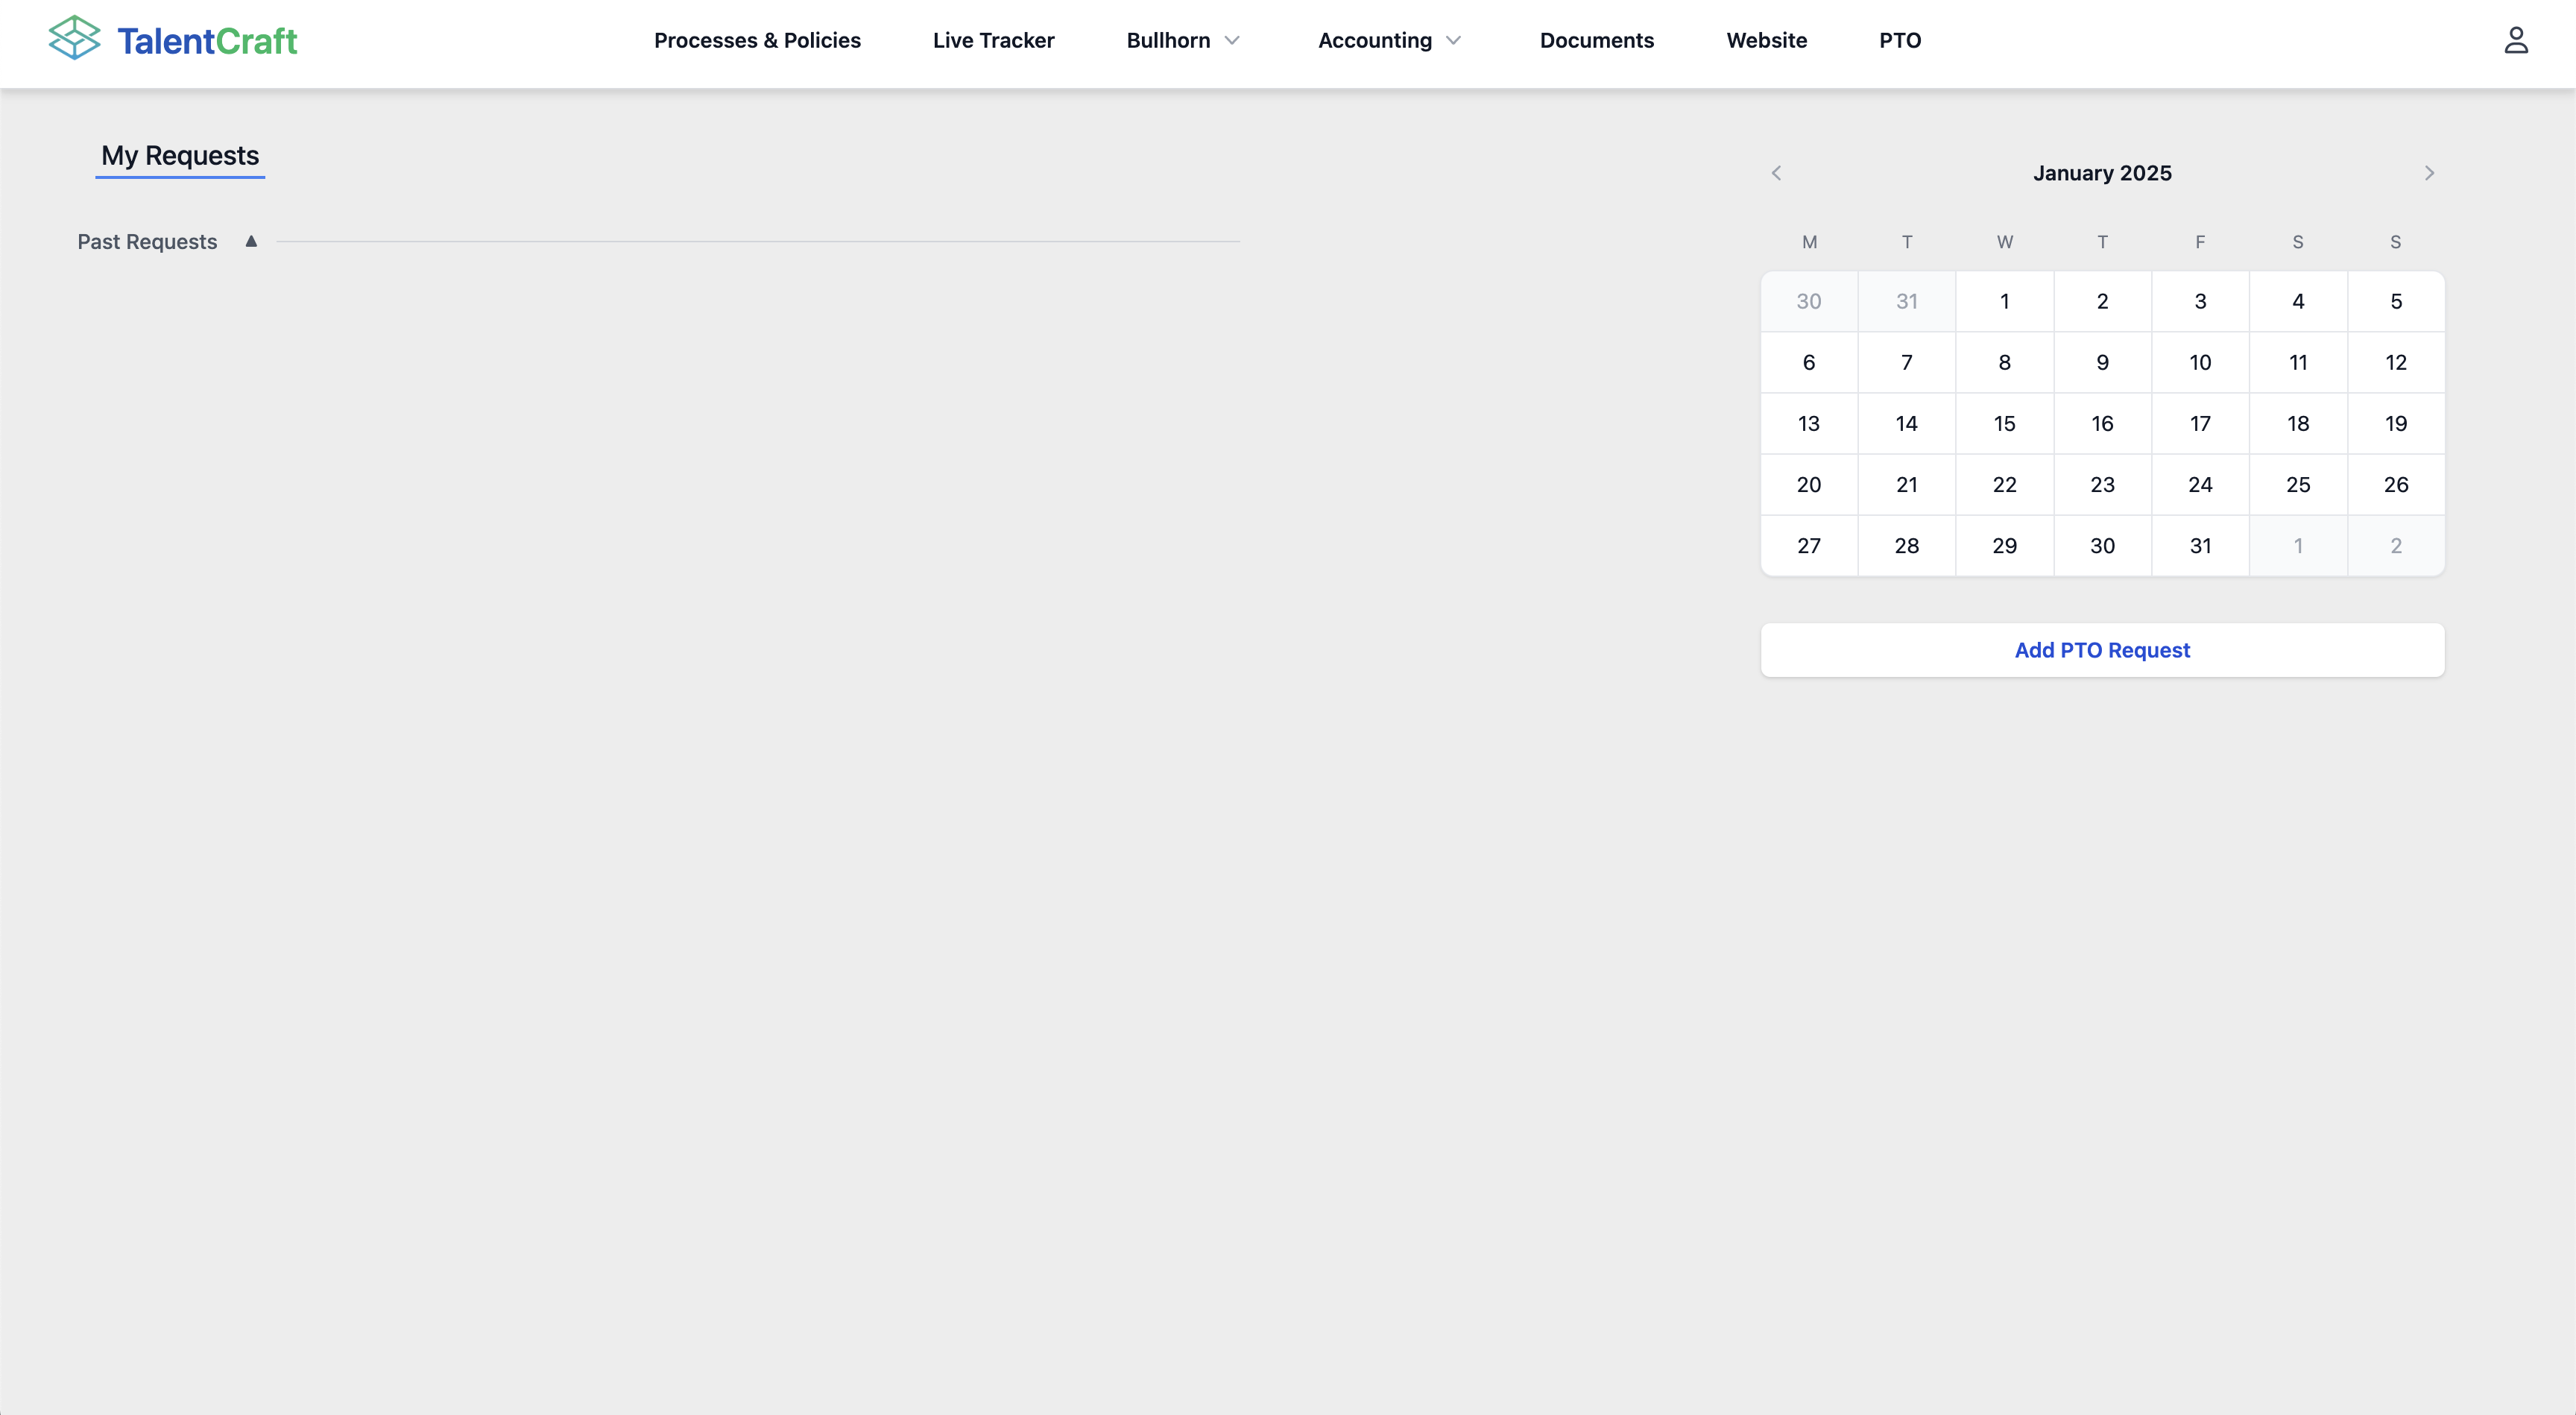 TalentCraft
Processes & Policies Live Tracker Bullhorn Accounting Documents Website PTO
My Requests
Past Requests
January 2025
M T W T F S S
30 31 1 2 3 4 5
6 7 8 9 10 11 12
13 14 15 16 17 18 19
20 21 22 23 24 25 26
27 28 29 30 31 1 2
Add PTO Request